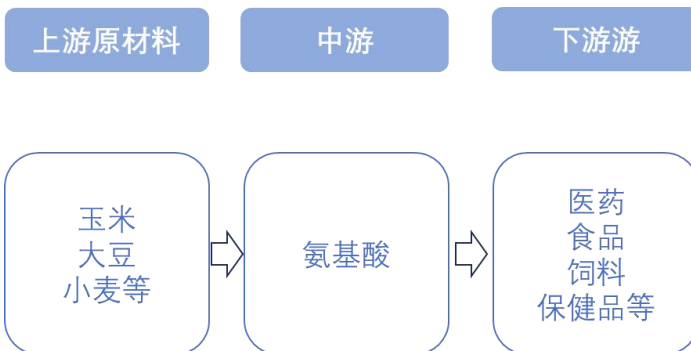 上游原材料
中游
下游游
玉米
大豆
小麦等
氨基酸
医药
食品
饲料
保健品等